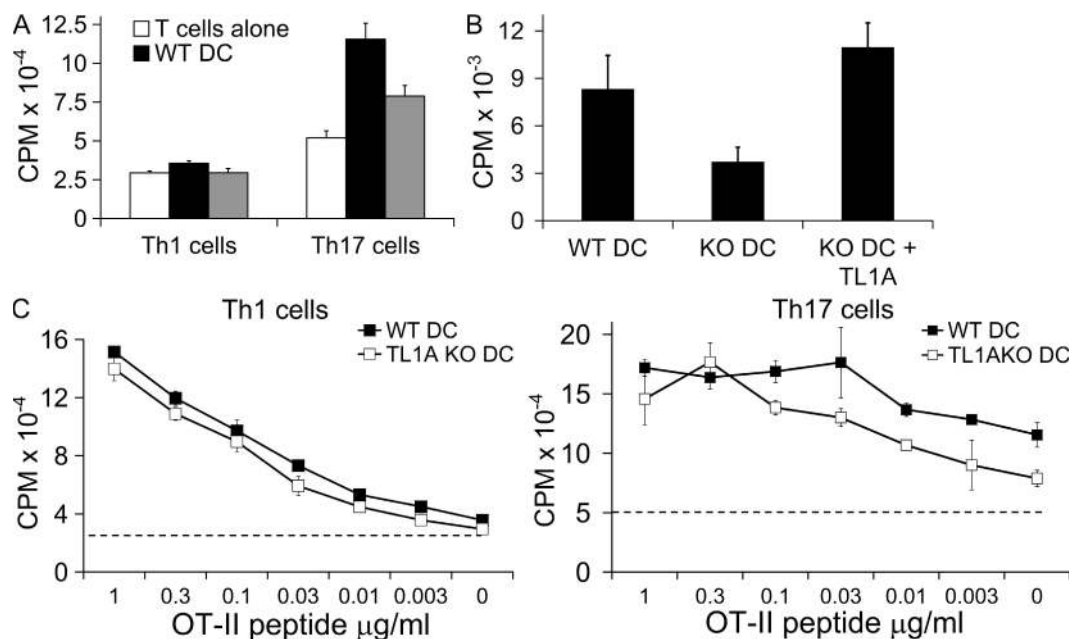 A
CPM x 10-4
12.5
10
7.5
5
2.5
0
T cells alone
WT DC
Th1 cells
Th17 cells
B
CPM x 10-3
12
9
6
3
0
WT DC
KO DC
KO DC +
TL1A
C
Th1 cells
WT DC
TL1A KO DC
CPM x 10-4
16
12
8
4
0
1
0.3
0.1
0.03
0.01
0.003
0
OT-II peptide μg/ml
Th17 cells
WT DC
TL1AKO DC
CPM x 10-4
20
15
10
5
0
1
0.3
0.1
0.03
0.01
0.003
0
OT-II peptide μg/ml